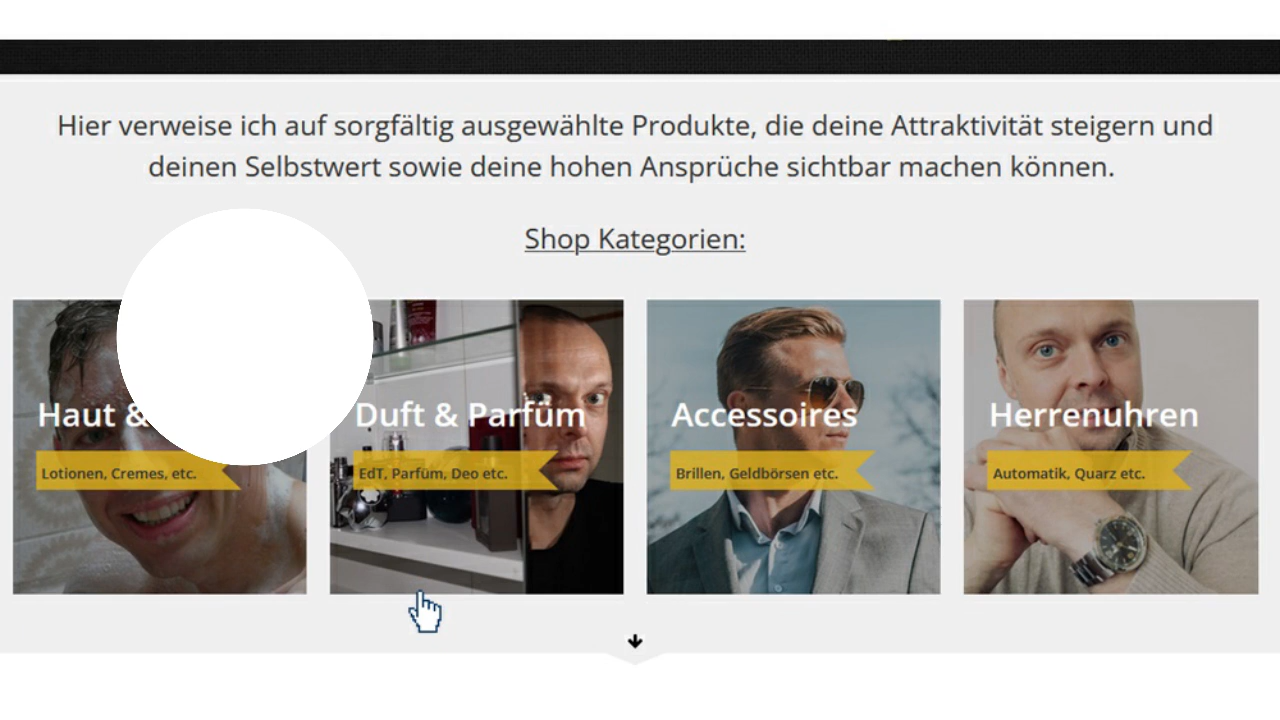 Hier verweise ich auf sorgfältig ausgewählte Produkte, die deine Attraktivität steigern und
deinen Selbstwert sowie deine hohen Ansprüche sichtbar machen können.
Shop Kategorien:
Haut &
Lotionen, Cremes, etc.
Duft & Parfüm
EdT, Parfüm, Deo etc.
Accessoires
Brillen, Geldbörsen etc.
Herrenuhren
Automatik, Quarz etc.